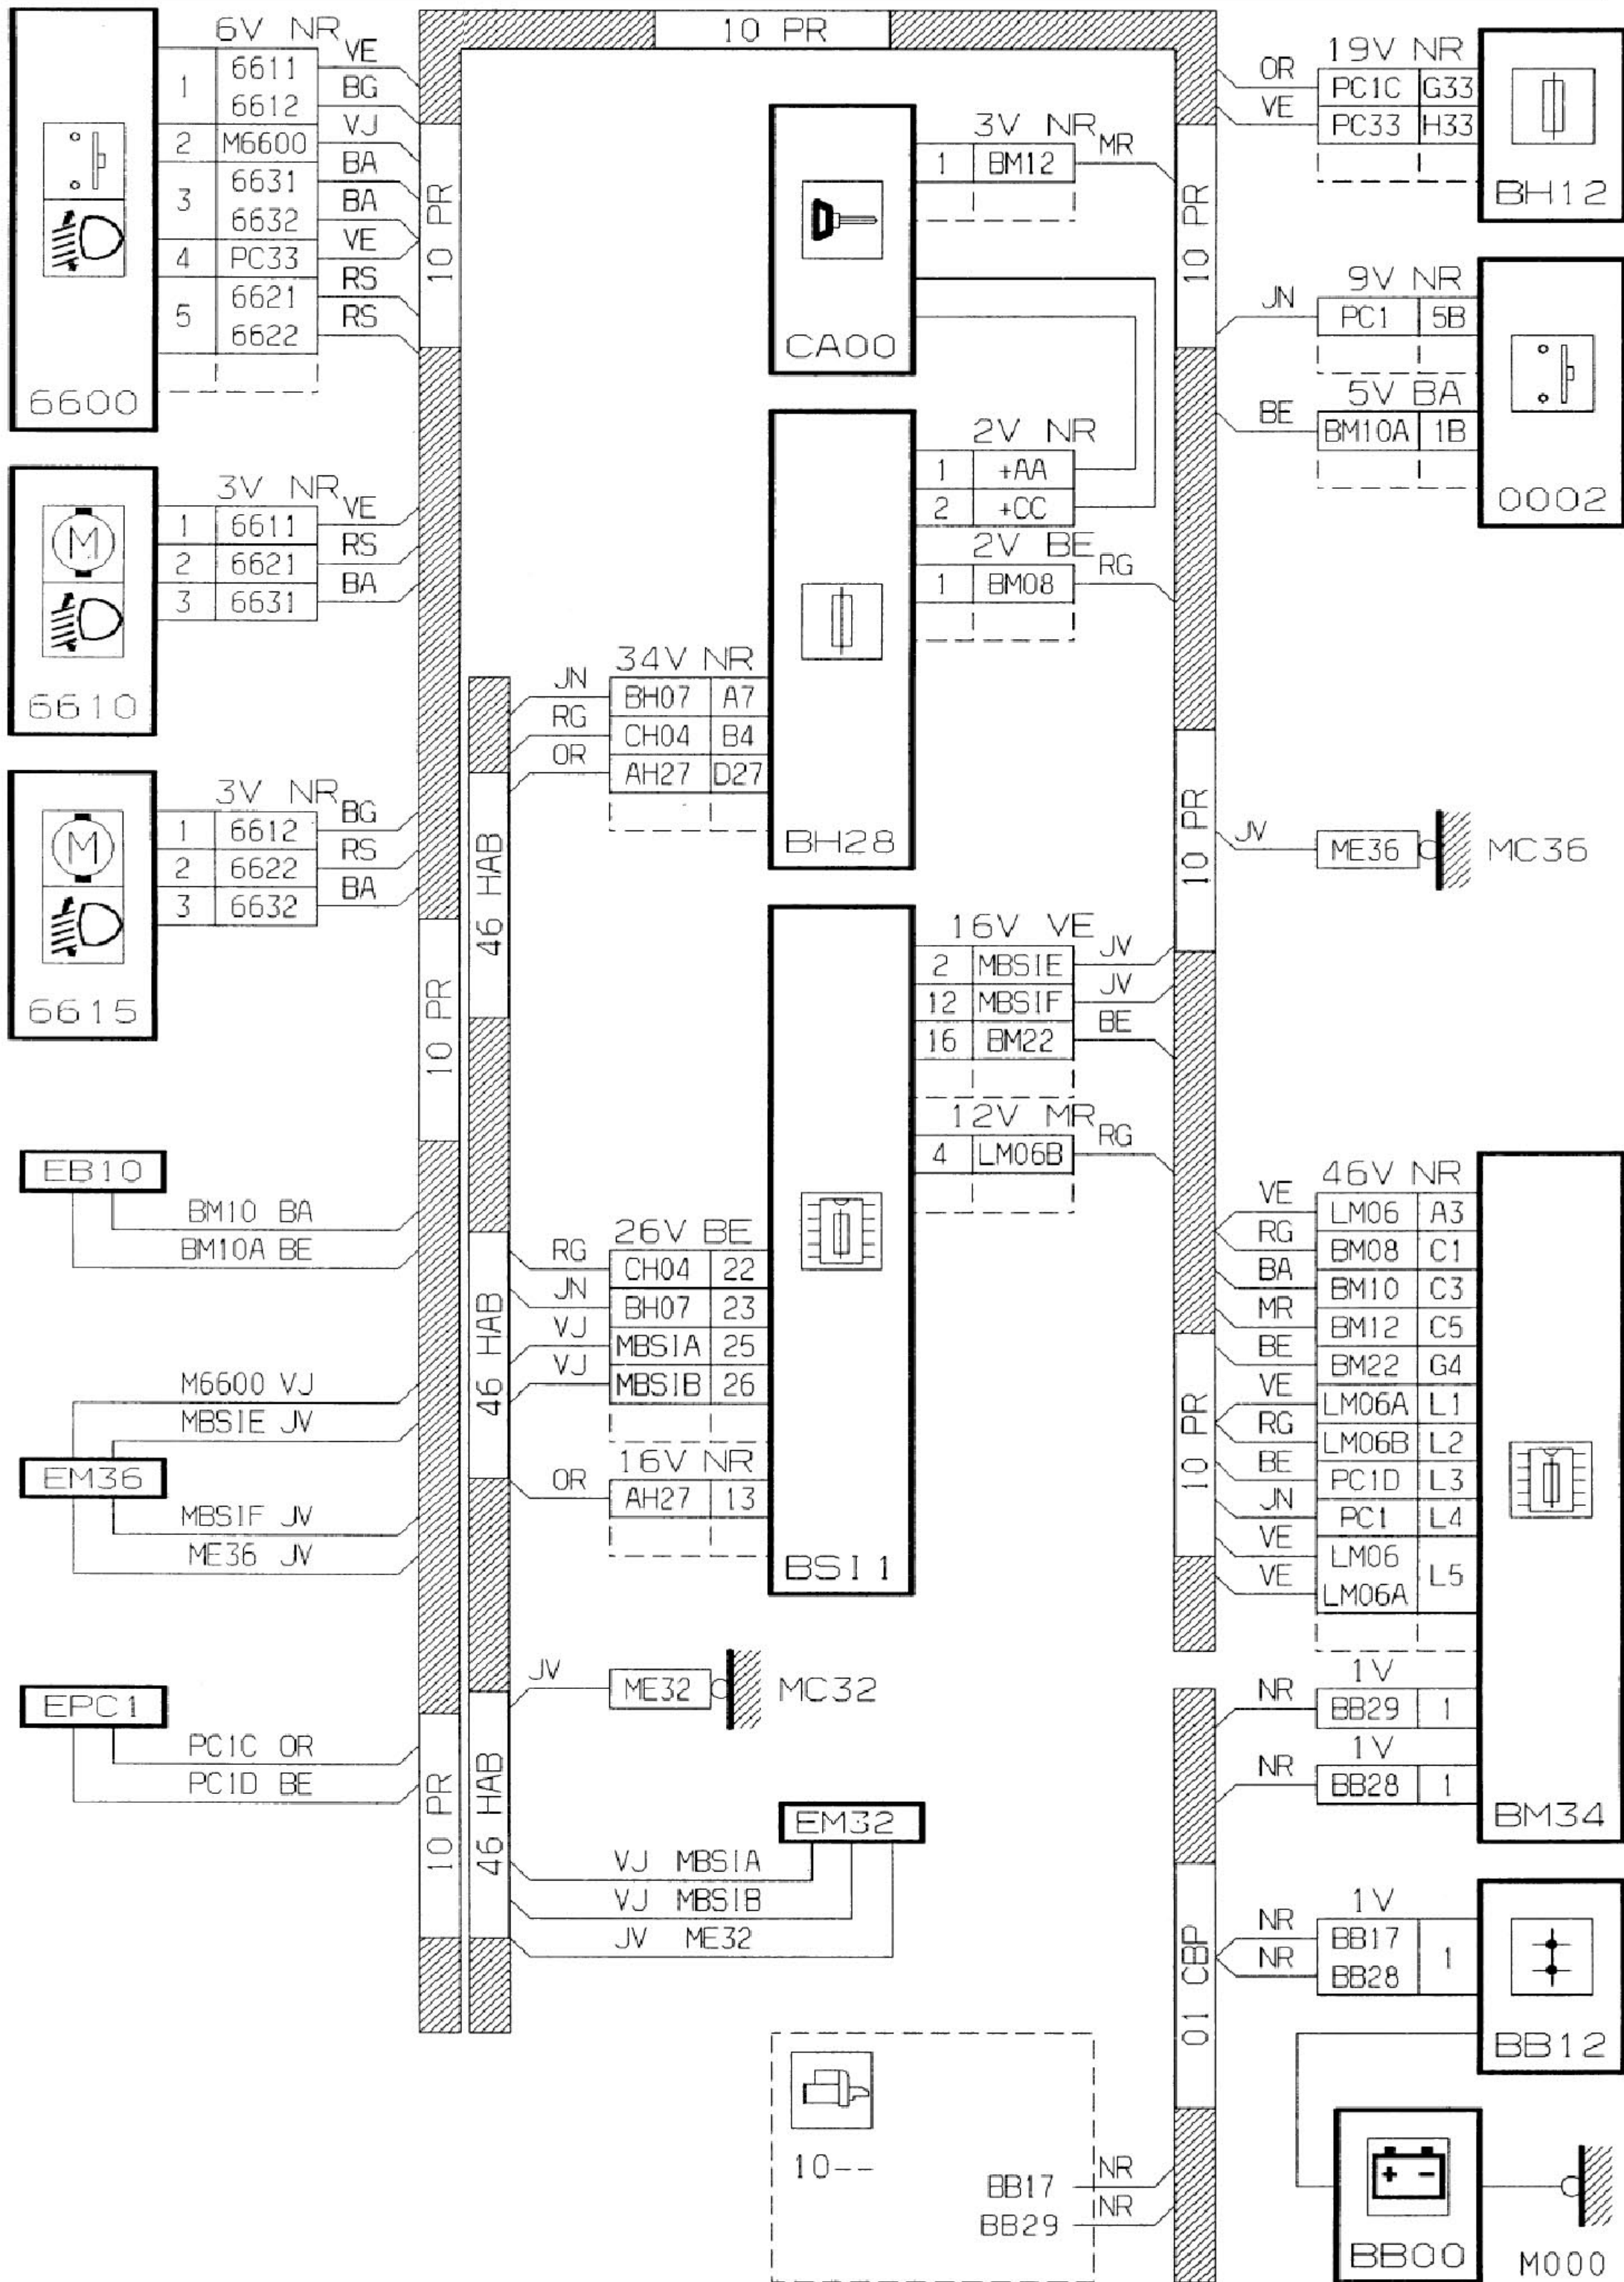 10 PR
6V NR
1 6611 VE
6612 BG
2 M6600 VJ
3 6631 BA
6632 BA
4 PC33 VE
5 6621 RS
6622 RS
6600
10 PR
3V NR
1 6611 VE
2 6621 RS
3 6631 BA
6610
3V NR
1 6612 BG
2 6622 RS
3 6632 BA
6615
10 PR
EB10
BM10 BA
BM10A BE
M6600 VJ
MBSIE JV
EM36
MBSIF JV
ME36 JV
EPC1
PC1C OR
PC1D BE
10 PR
3V NR
1 BM12 MR
CA00
2V NR
1 +AA
2 +CC
2V BE
1 BM08 RG
34V NR
JN BH07 A7
RG CH04 B4
OR AH27 D27
BH28
46 HAB
16V VE
2 MBSIE JV
12 MBSIF JV
16 BM22 BE
12V MR
4 LM06B RG
26V BE
RG CH04 22
JN BH07 23
VJ MBSIA 25
VJ MBSIB 26
16V NR
OR AH27 13
BSI1
46 HAB
JV ME32 MC32
46 HAB
EM32
VJ MBSIA
VJ MBSIB
JV ME32
10--
BB17 NR
BB29 NR
19V NR
OR PC1C G33
VE PC33 H33
BH12
10 PR
9V NR
JN PC1 5B
5V BA
BE BM10A 1B
0002
10 PR
JV ME36 MC36
46V NR
VE LM06 A3
RG BM08 C1
BA BM10 C3
MR BM12 C5
BE BM22 G4
VE LM06A L1
RG LM06B L2
BE PC1D L3
JN PC1 L4
VE LM06 L5
VE LM06A
10 PR
1V
NR BB29 1
1V
NR BB28 1
BM34
1V
NR BB17 1
NR BB28
BB12
01 CBP
BB00
M000